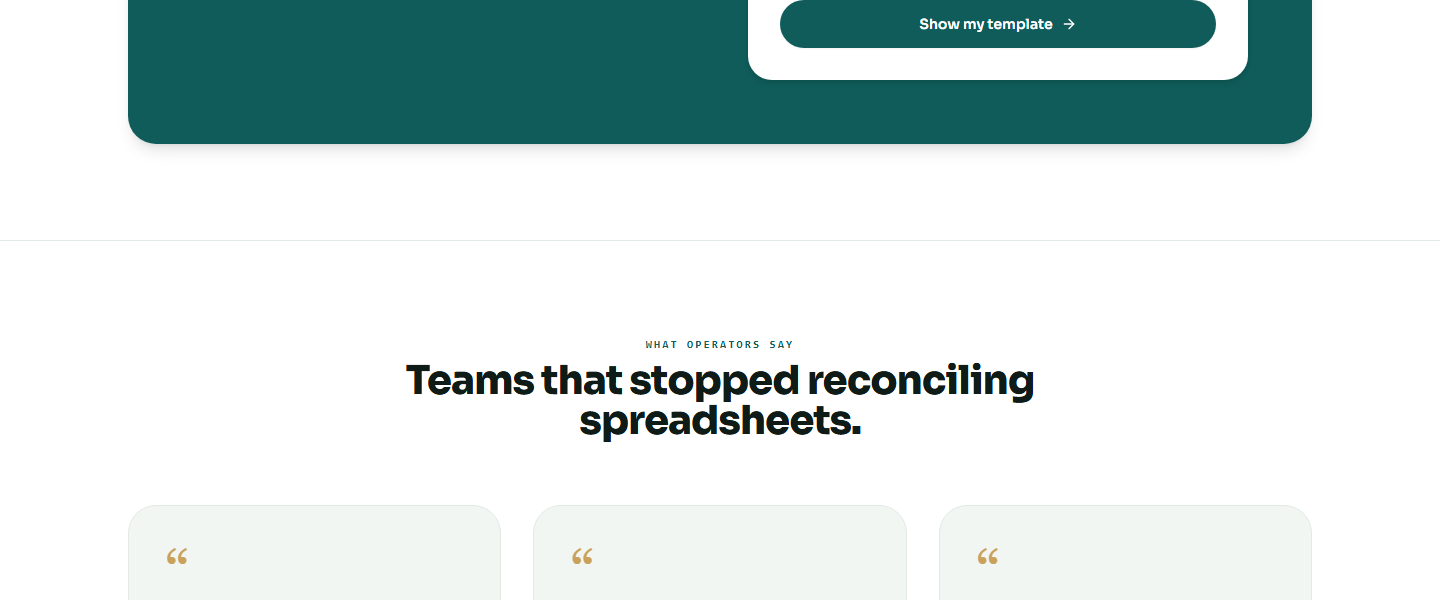 Show my template →
WHAT OPERATORS SAY
Teams that stopped reconciling
spreadsheets.
“ “ “